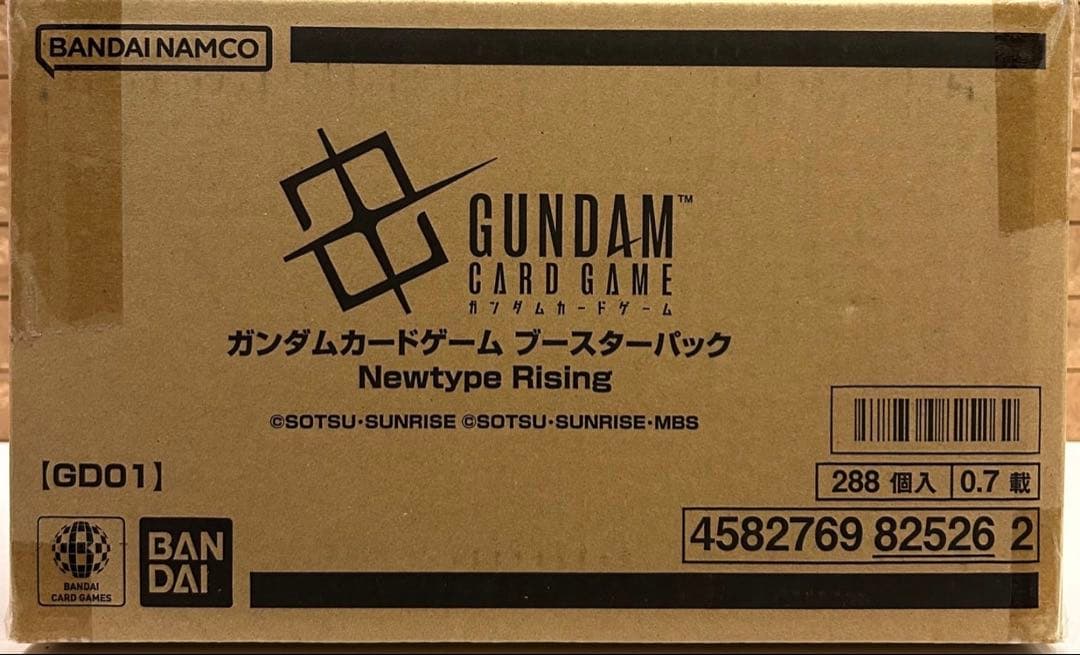 BANDAI NAMCO
GUNDAM™
CARD GAME
ガンダムカードゲーム
ガンダムカードゲーム ブースターパック
Newtype Rising
©SOTSU・SUNRISE ©SOTSU・SUNRISE・MBS
【GD01】
288 個入 0.7 載
4582769 82526 2
BANDAI
CARD GAMES
BAN
DAI